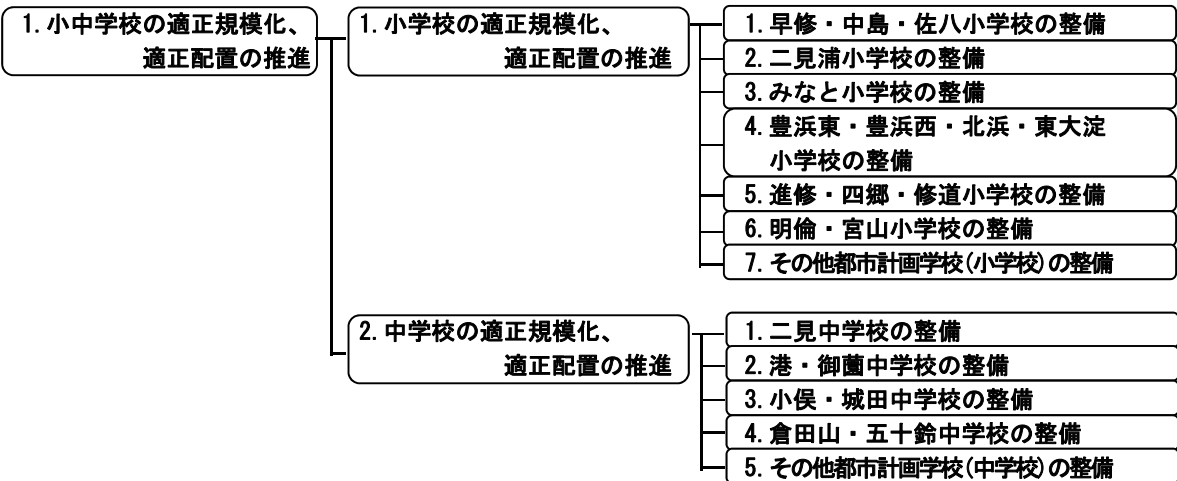 1.小中学校の適正規模化、
適正配置の推進
1.小学校の適正規模化、
適正配置の推進
1.早修・中島・佐八小学校の整備
2.二見浦小学校の整備
3.みなと小学校の整備
4.豊浜東・豊浜西・北浜・東大淀
小学校の整備
5.進修・四郷・修道小学校の整備
6.明倫・宮山小学校の整備
7.その他都市計画学校(小学校)の整備
2.中学校の適正規模化、
適正配置の推進
1.二見中学校の整備
2.港・御薗中学校の整備
3.小俣・城田中学校の整備
4.倉田山・五十鈴中学校の整備
5.その他都市計画学校(中学校)の整備